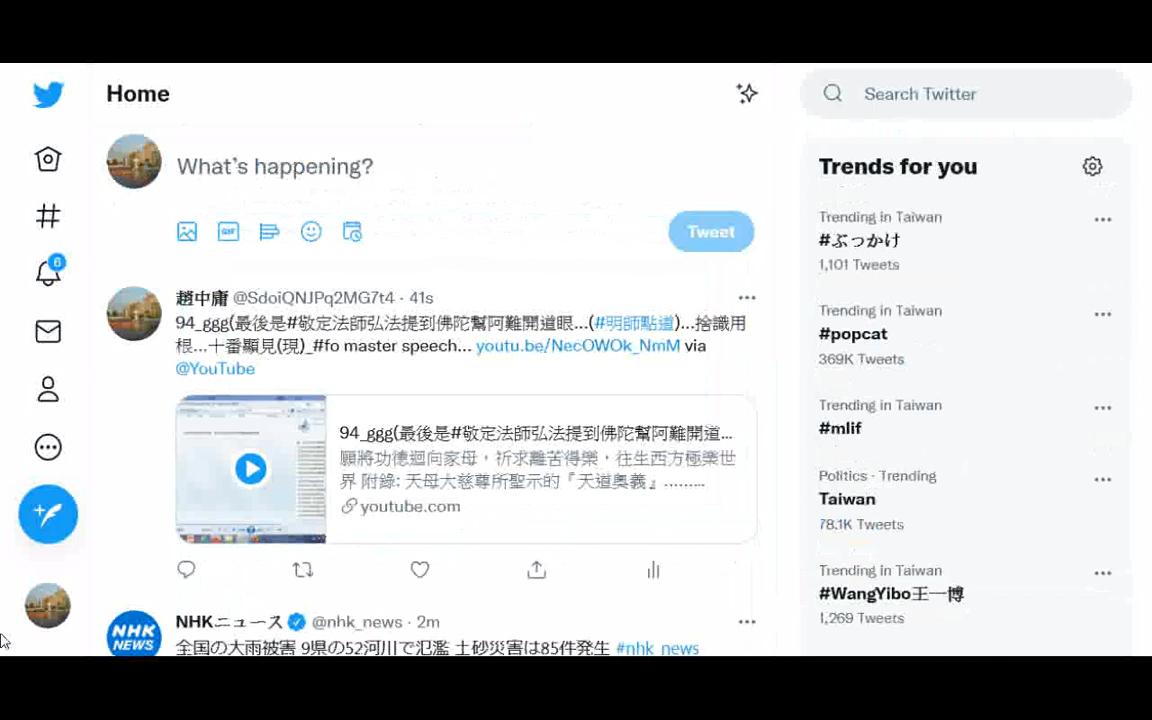 Home
What's happening?
GIF
Tweet
6
趙中庸 @SdoiQNJPq2MG7t4 · 41s
94_ggg(最後是#敬定法師弘法提到佛陀幫阿難開道眼...(#明師點道)...捨識用
根...十番顯見(現)_#fo master speech... youtu.be/NecOWOk_NmM via
@YouTube
94_ggg(最後是#敬定法師弘法提到佛陀幫阿難開道...
願將功德迴向家母，祈求離苦得樂，往生西方極樂世
界 附錄: 天母大慈尊所聖示的『天道奧義』.........
youtube.com
NHK
NEWS
NHKニュース @nhk_news · 2m
全国の大雨被害 9県の52河川で氾濫 土砂災害は85件発生 #nhk_news
Search Twitter
Trends for you
Trending in Taiwan
#ぶっかけ
1,101 Tweets
Trending in Taiwan
#popcat
369K Tweets
Trending in Taiwan
#mlif
Politics · Trending
Taiwan
78.1K Tweets
Trending in Taiwan
#WangYibo王一博
1,269 Tweets